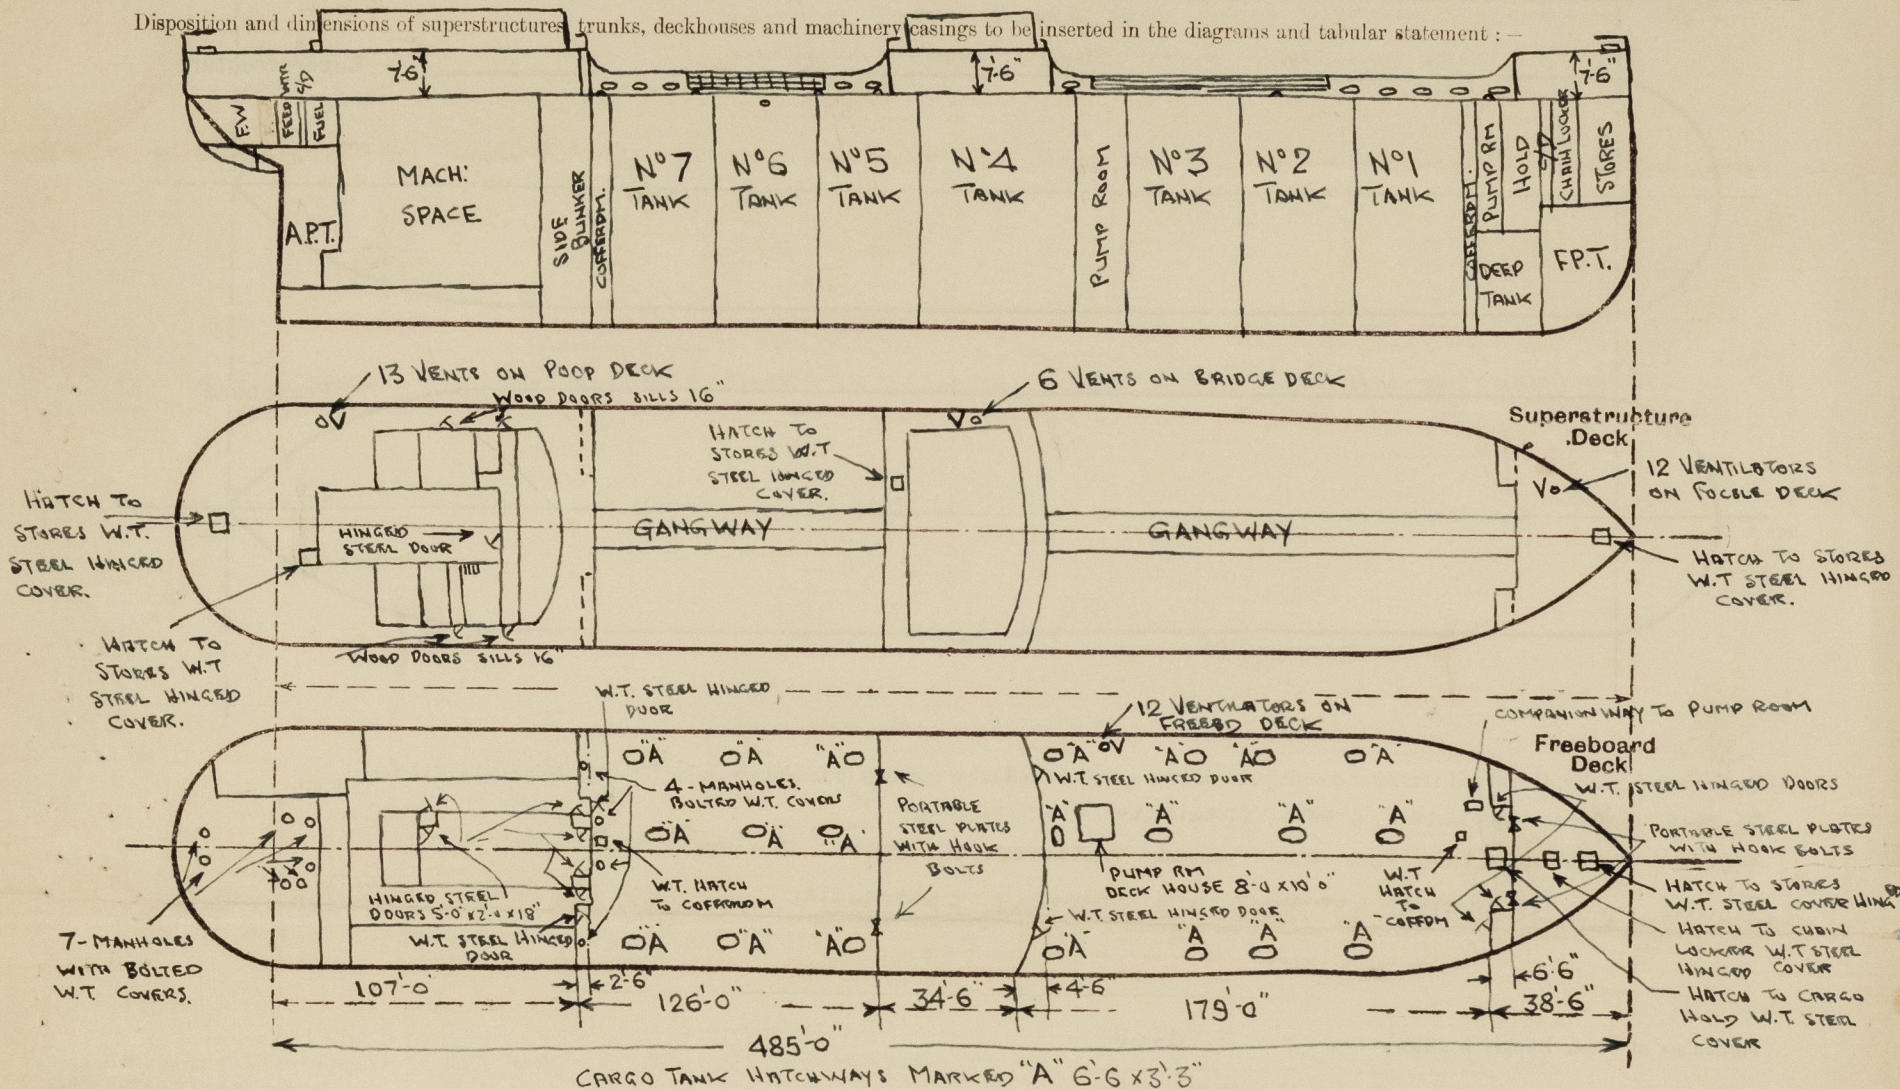 Disposition and dimensions of superstructures, trunks, deckhouses and machinery casings to be inserted in the diagrams and tabular statement : —
7'-6"
7'-6"
7'-6"
F.W
FEED WTR
C/D
FUEL
A.P.T.
MACH:
SPACE
SIDE
BUNKER
COFFERDM.
Nº7
TANK
Nº6
TANK
Nº5
TANK
Nº4
TANK
PUMP ROOM
Nº3
TANK
Nº2
TANK
Nº1
TANK
COFFERDM.
PUMP RM
HOLD
C/D
CHAIN LOCKER
STORES
DEEP
TANK
F.P.T.
13 VENTS ON POOP DECK
WOOD DOORS SILLS 16"
6 VENTS ON BRIDGE DECK
Superstructure
Deck
HATCH TO
STORES W.T
STEEL HINGED
COVER.
12 VENTILATORS
ON FOCSLE DECK
V
V
V
HATCH TO
STORES W.T.
STEEL HINGED
COVER.
HINGED
STEEL DOOR
GANGWAY
GANGWAY
HATCH TO STORES
W.T STEEL HINGED
COVER.
HATCH TO
STORES W.T
STEEL HINGED
COVER.
WOOD DOORS SILLS 16"
W.T. STEEL HINGED
DOOR
12 VENTILATORS ON
FREEBD DECK
COMPANIONWAY TO PUMP ROOM
Freeboard
Deck
"A" "A" "A" "A" V "A" "A" "A"
W.T. STEEL HINGED DOOR
W.T. STEEL HINGED DOORS
4-MANHOLES.
BOLTED W.T. COVERS
PORTABLE
STEEL PLATES
WITH HOOK
BOLTS
"A" "A" "A" "A" "A" "A" "A"
PORTABLE STEEL PLATES
WITH HOOK BOLTS
PUMP RM
DECK HOUSE 8'-0 x 10'0"
W.T. HATCH
TO COFFERDM
W.T
HATCH
TO
COFFDM
HINGED STEEL
DOORS 5'-0" x 2'-0 x 18"
HATCH TO STORES
W.T. STEEL COVER HINGED
W.T. STEEL HINGED DOOR
W.T. STEEL HINGED
DOOR
"A" "A" "A" "A" "A" "A" "A"
HATCH TO CHAIN
LOCKER W.T STEEL
HINGED COVER
7-MANHOLES
WITH BOLTED
W.T. COVERS.
HATCH TO CARGO
HOLD W.T. STEEL
COVER
107'-0"
2'-6"
126'-0"
34'-6"
4'-6"
179'-0"
6'-6"
38'-6"
485'-0"
CARGO TANK HATCHWAYS MARKED "A" 6'-6 x 3'-3"